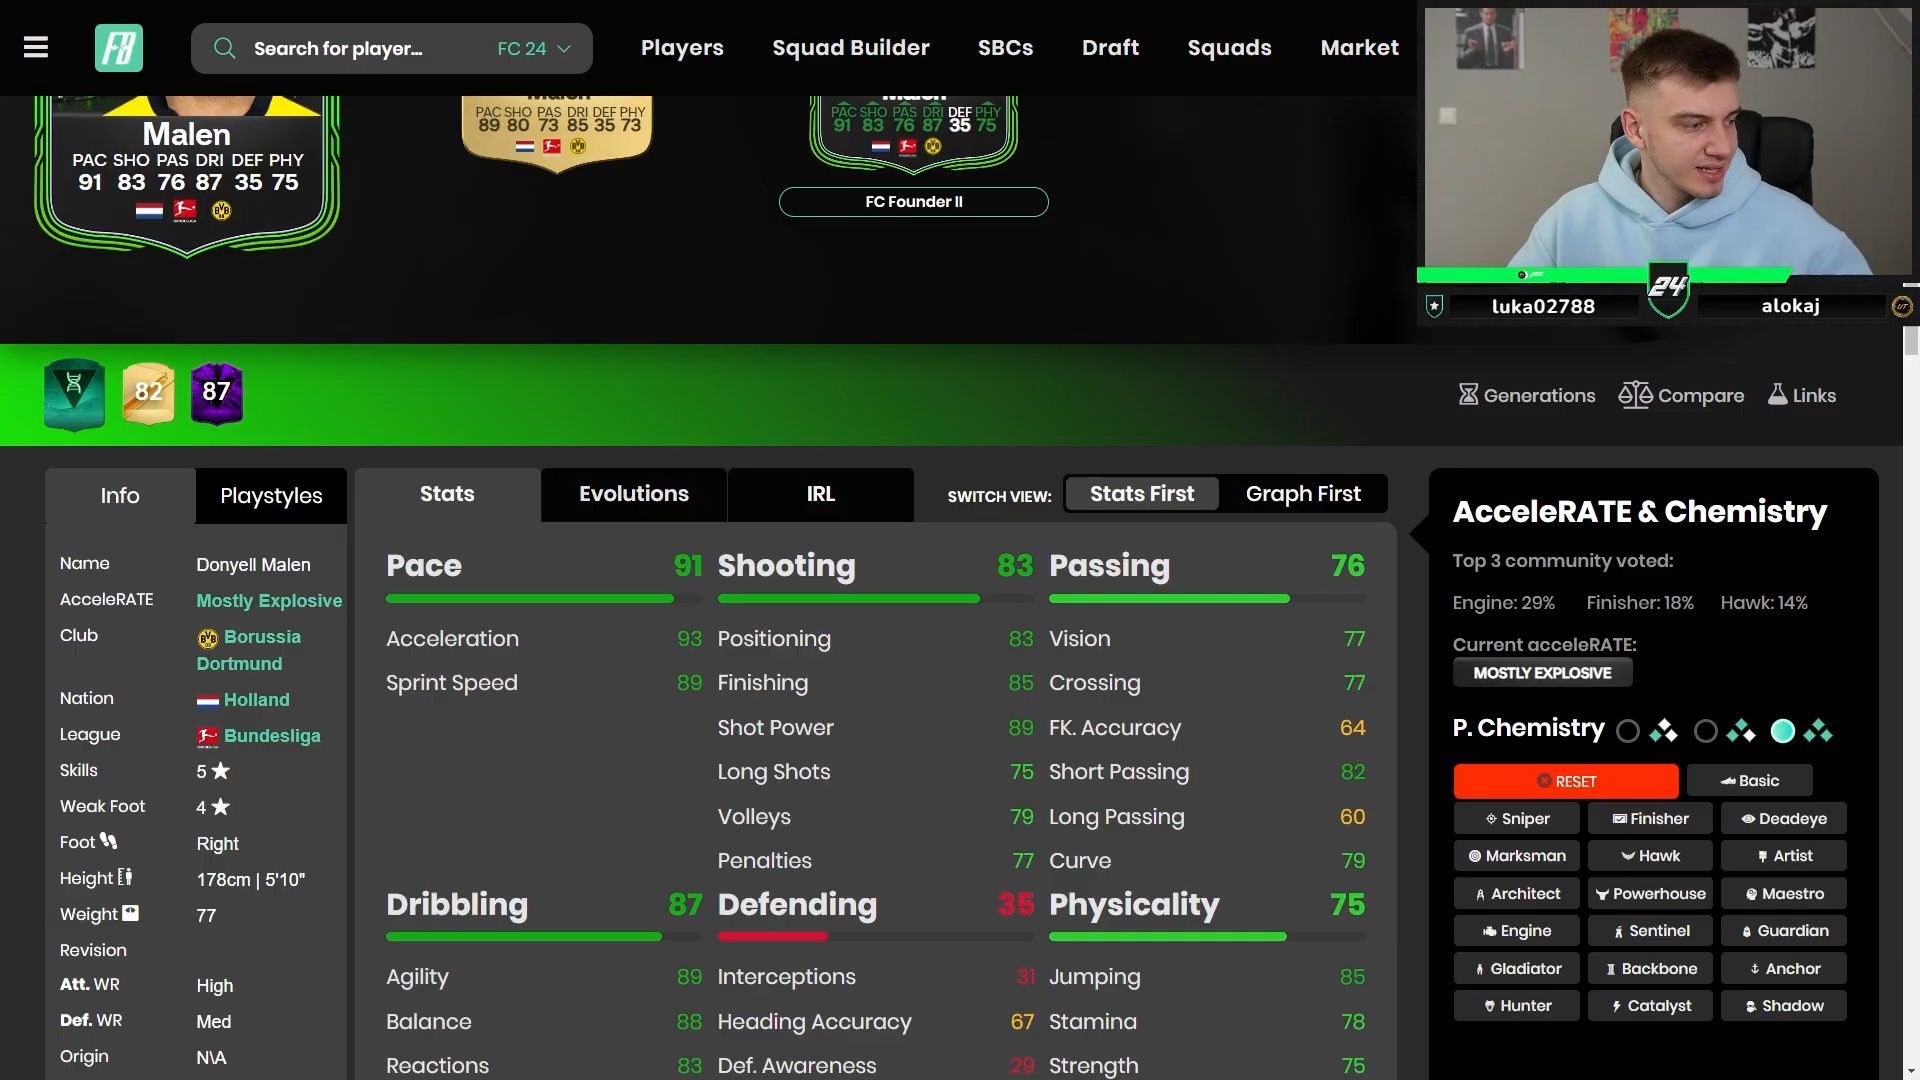 FB
Search for player...
FC 24
Players
Squad Builder
SBCs
Draft
Squads
Market
Malen
PAC SHO PAS DRI DEF PHY
91 83 76 87 35 75
PAC SHO PAS DRI DEF PHY
89 80 73 85 35 73
PAC SHO PAS DRI DEF PHY
91 83 76 87 35 75
FC Founder II
24
luka02788
alokaj
82
87
Generations
Compare
Links
Info
Playstyles
Name Donyell Malen
AcceleRATE Mostly Explosive
Club Borussia
Dortmund
Nation Holland
League Bundesliga
Skills 5
Weak Foot 4
Foot Right
Height 178cm | 5'10"
Weight 77
Revision
Att. WR High
Def. WR Med
Origin N\A
Stats
Evolutions
IRL
SWITCH VIEW:
Stats First
Graph First
Pace 91
Acceleration 93
Sprint Speed 89
Shooting 83
Positioning 83
Finishing 85
Shot Power 89
Long Shots 75
Volleys 79
Penalties 77
Passing 76
Vision 77
Crossing 77
FK. Accuracy 64
Short Passing 82
Long Passing 60
Curve 79
Dribbling 87
Agility 89
Balance 88
Reactions 83
Defending 35
Interceptions 31
Heading Accuracy 67
Def. Awareness 29
Physicality 75
Jumping 85
Stamina 78
Strength 75
AcceleRATE & Chemistry
Top 3 community voted:
Engine: 29% Finisher: 18% Hawk: 14%
Current acceleRATE:
MOSTLY EXPLOSIVE
P. Chemistry
RESET
Basic
Sniper
Finisher
Deadeye
Marksman
Hawk
Artist
Architect
Powerhouse
Maestro
Engine
Sentinel
Guardian
Gladiator
Backbone
Anchor
Hunter
Catalyst
Shadow